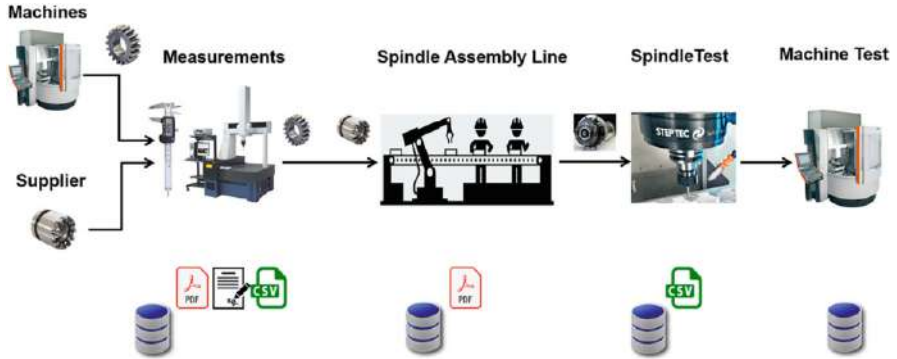 Machines
Measurements
Spindle Assembly Line
SpindleTest
Machine Test
STEPTEC
Supplier
PDF
CSV
PDF
CSV